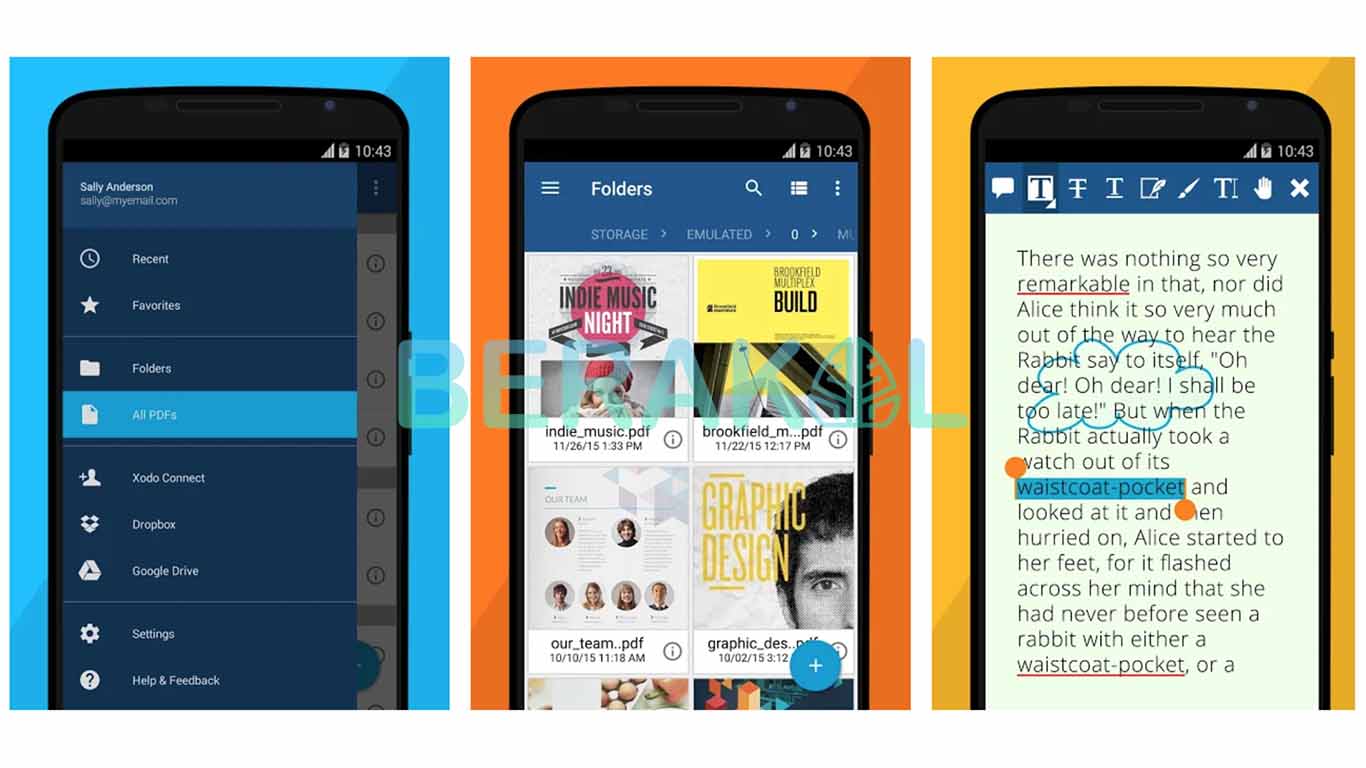 10:43
Sally Anderson
sally@myemail.com
Recent
Favorites
Folders
All PDFs
Xodo Connect
Dropbox
Google Drive
Settings
Help & Feedback
10:43
Folders
STORAGE > EMULATED > 0 > MU
INDIE MUSIC
NIGHT
BROOKFIELD
MULTIPLEX
BUILD
indie_music.pdf
11/26/15 1:33 PM
brookfield_m...pdf
11/22/15 12:17 PM
OUR TEAM
GRAPHIC
DESIGN
our_team..pdf
10/10/15 11:18 AM
graphic_des..pdf
10/02/15 3:12
BERAKAL
10:43
There was nothing so very
remarkable in that, nor did
Alice think it so very much
out of the way to hear the
Rabbit say to itself, "Oh
dear! Oh dear! I shall be
too late!" But when the
Rabbit actually took a
watch out of its
waistcoat-pocket and
looked at it and then
hurried on, Alice started to
her feet, for it flashed
across her mind that she
had never before seen a
rabbit with either a
waistcoat-pocket, or a